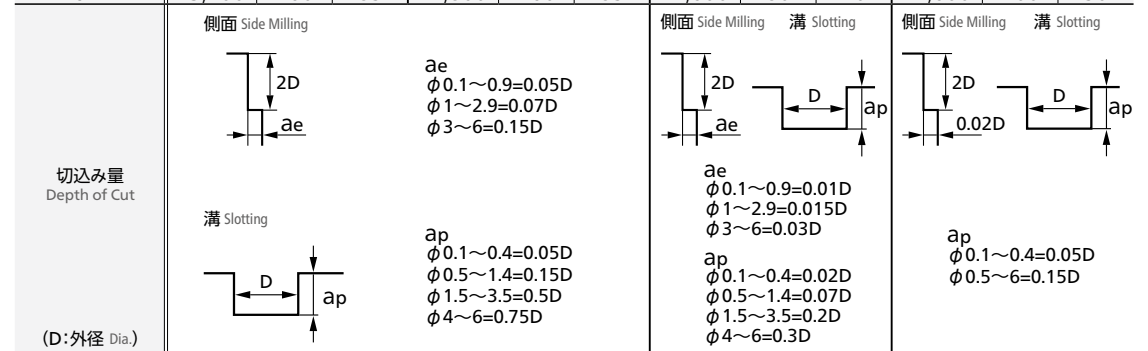 側面 Side Milling
2D
ae
ae
φ0.1～0.9=0.05D
φ1～2.9=0.07D
φ3～6=0.15D
溝 Slotting
D
ap
ap
φ0.1～0.4=0.05D
φ0.5～1.4=0.15D
φ1.5～3.5=0.5D
φ4～6=0.75D
側面 Side Milling 溝 Slotting
2D
ae
D
ap
ae
φ0.1～0.9=0.01D
φ1～2.9=0.015D
φ3～6=0.03D
ap
φ0.1～0.4=0.02D
φ0.5～1.4=0.07D
φ1.5～3.5=0.2D
φ4～6=0.3D
側面 Side Milling 溝 Slotting
2D
0.02D
D
ap
ap
φ0.1～0.4=0.05D
φ0.5～6=0.15D
切込み量
Depth of Cut
(D:外径 Dia.)